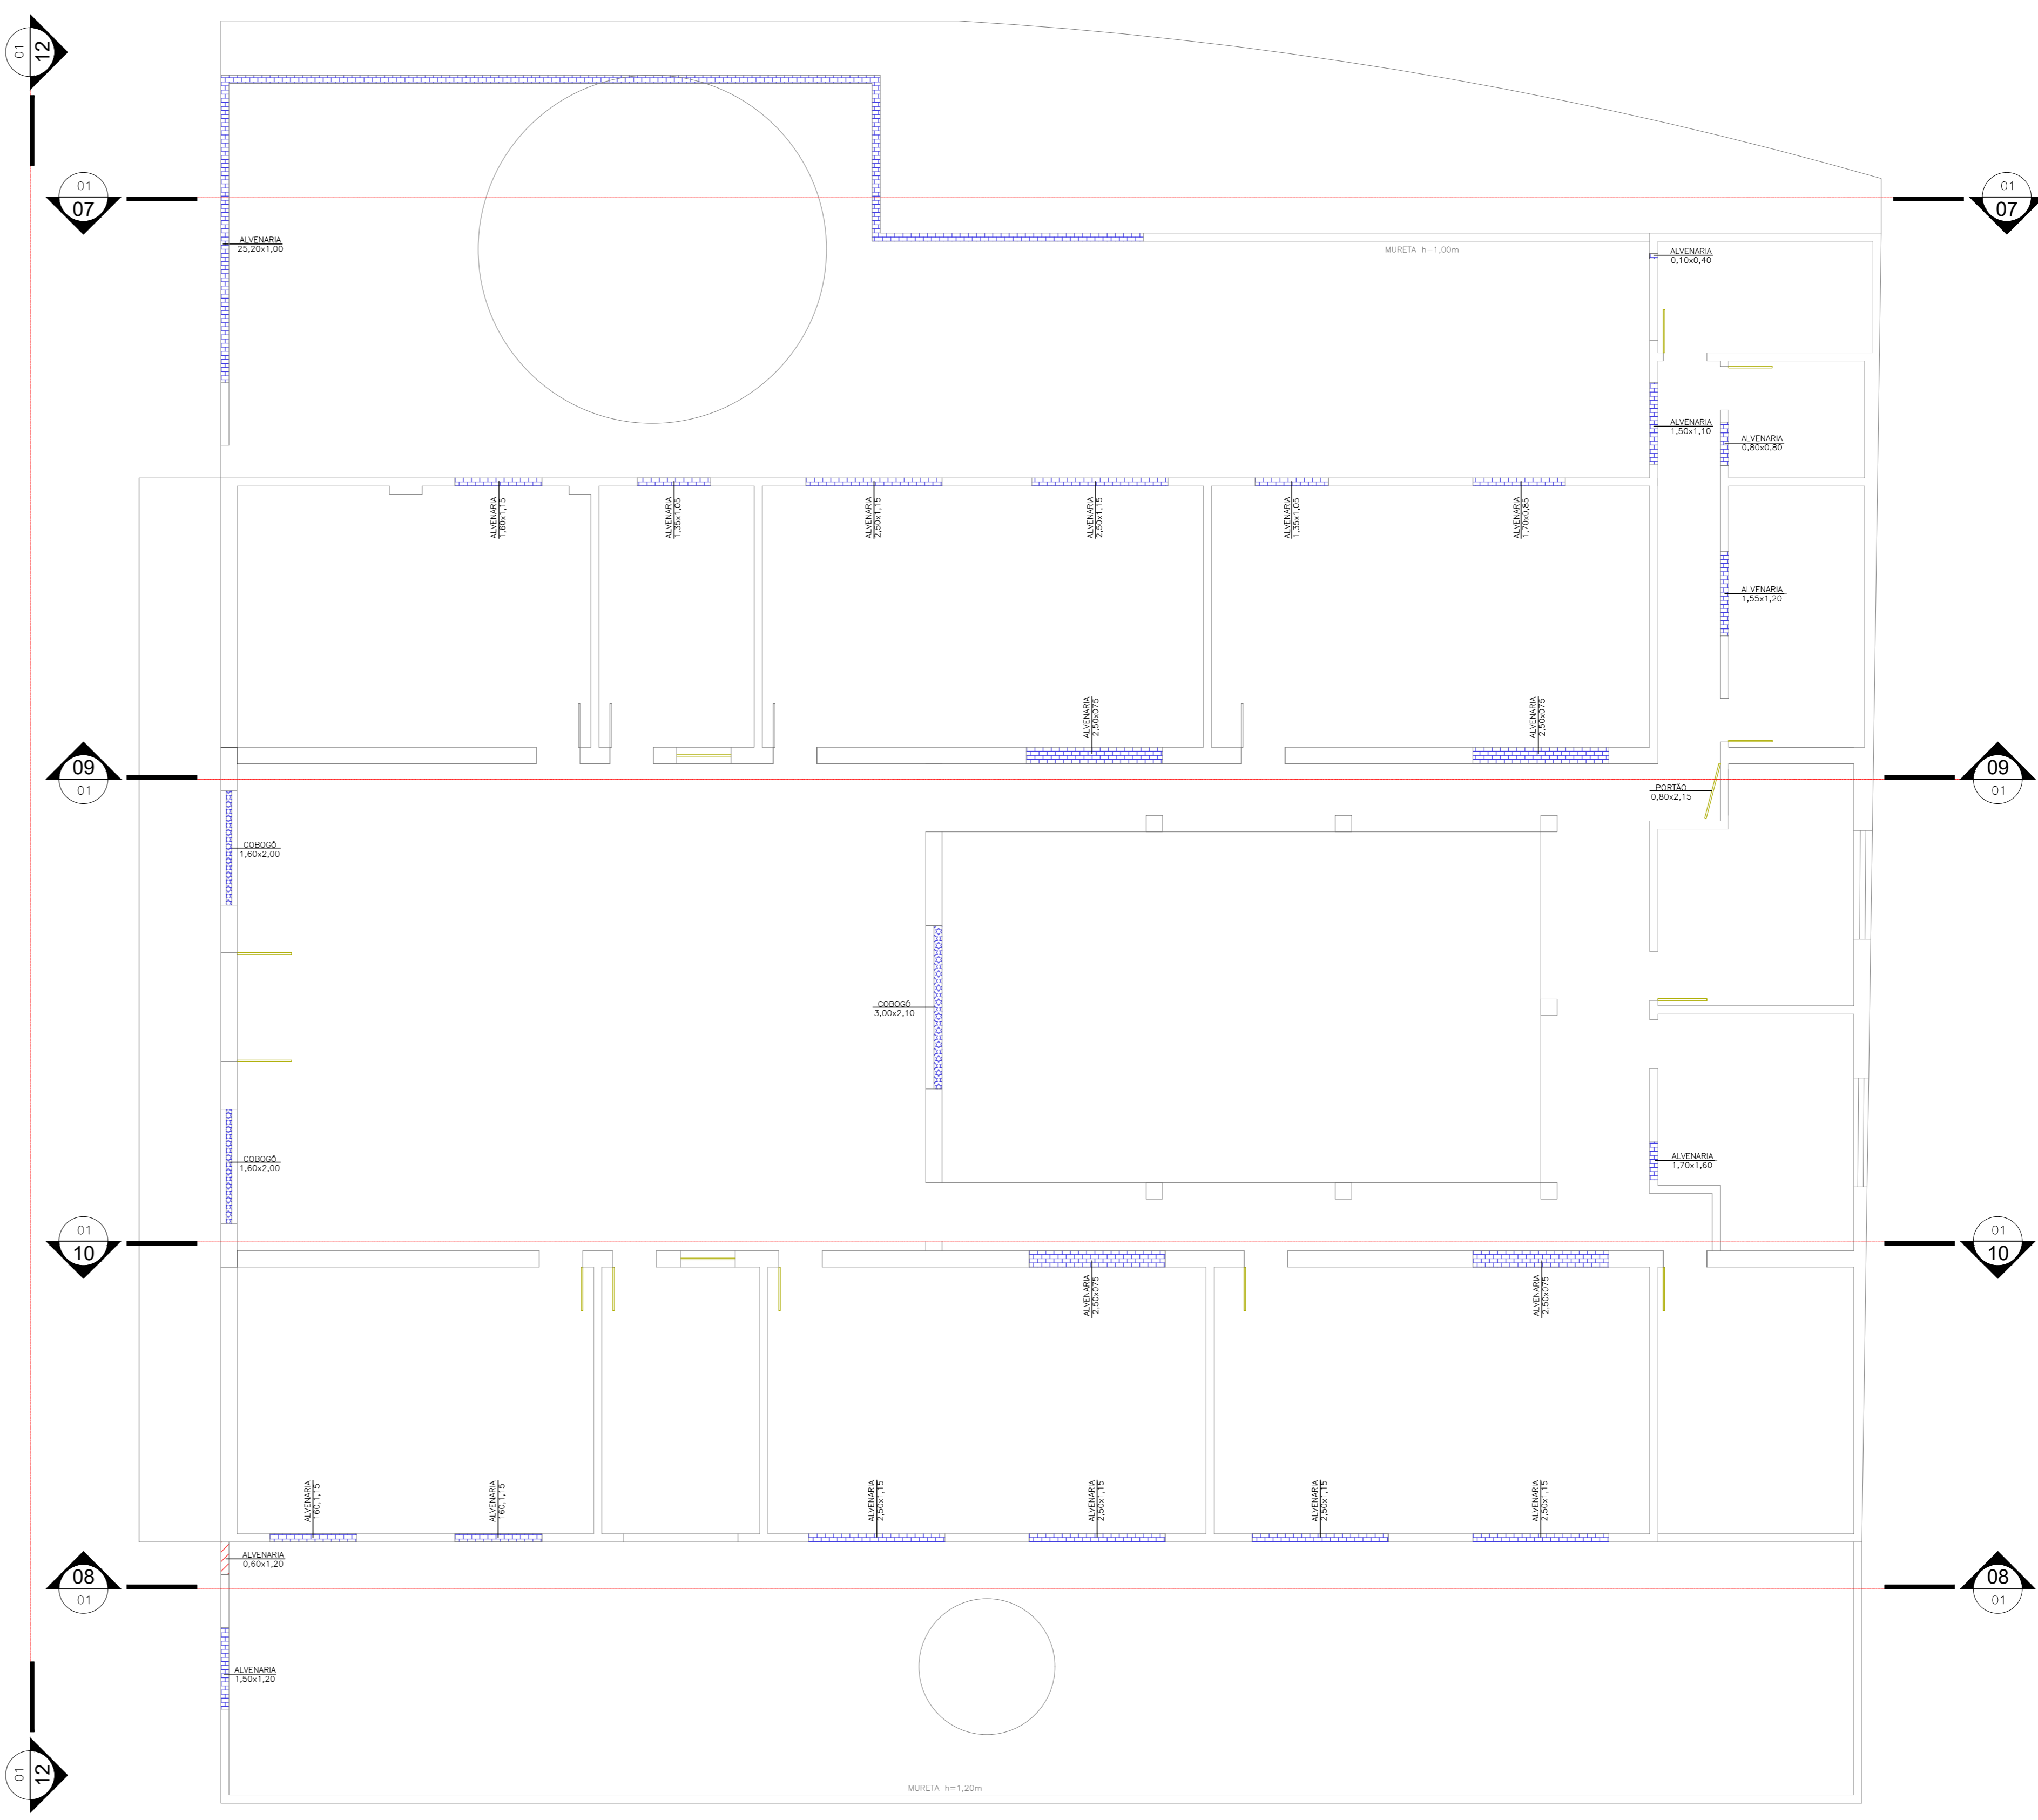 01
12
01
07
01
07
ALVENARIA
25,20x1,00
MURETA h=1,00m
ALVENARIA
0,10x0,40
ALVENARIA
1,50x1,10
ALVENARIA
0,80x0,80
ALVENARIA
1,60x1,15
ALVENARIA
1,35x1,05
ALVENARIA
2,50x1,15
ALVENARIA
2,50x1,15
ALVENARIA
1,35x1,05
ALVENARIA
1,70x0,85
ALVENARIA
1,55x1,20
ALVENARIA
2,50x075
ALVENARIA
2,50x075
09
01
09
01
PORTÃO
0,80x2,15
COBOGÓ
1,60x2,00
COBOGÓ
3,00x2,10
COBOGÓ
1,60x2,00
ALVENARIA
1,70x1,60
01
10
01
10
ALVENARIA
2,50x075
ALVENARIA
2,50x075
ALVENARIA
160,1,15
ALVENARIA
160,1,15
ALVENARIA
2,50x1,15
ALVENARIA
2,50x1,15
ALVENARIA
2,50x1,15
ALVENARIA
2,50x1,15
ALVENARIA
0,60x1,20
08
01
08
01
ALVENARIA
1,50x1,20
01
12
MURETA h=1,20m